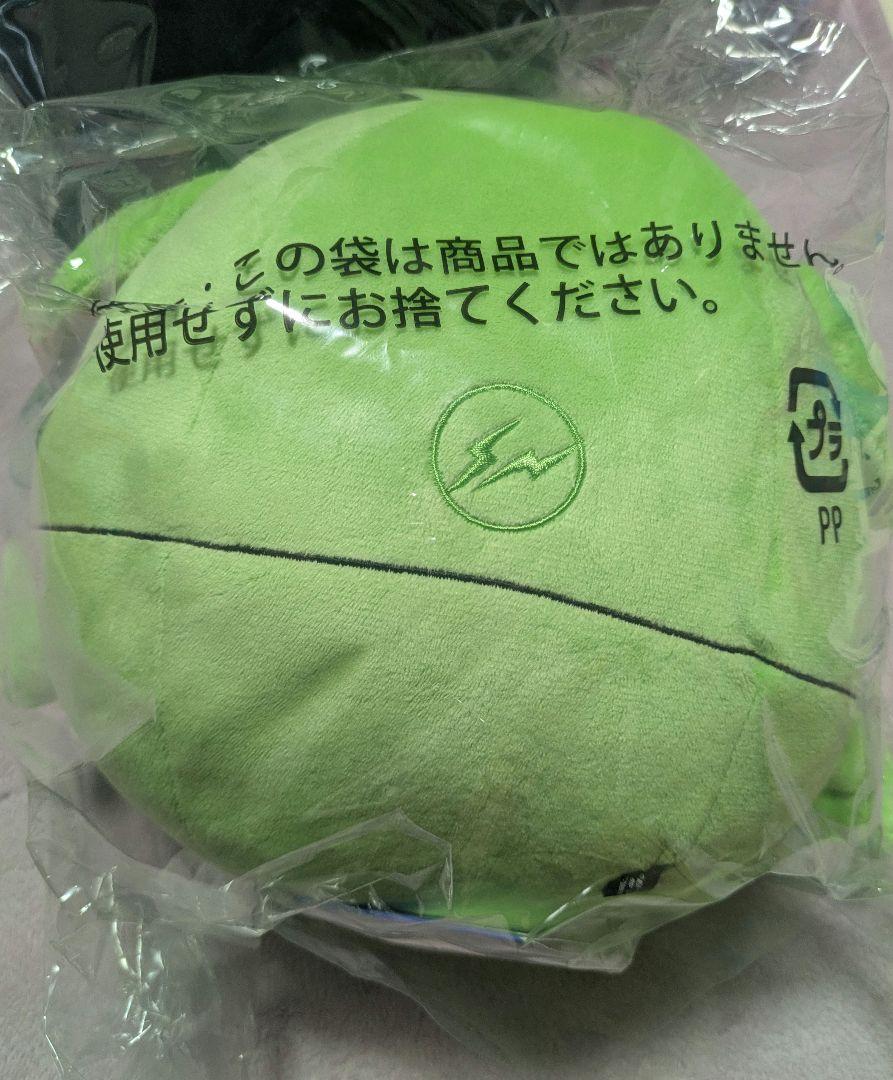 この袋は商品ではありません。
使用せずにお捨てください。
プラ
PP